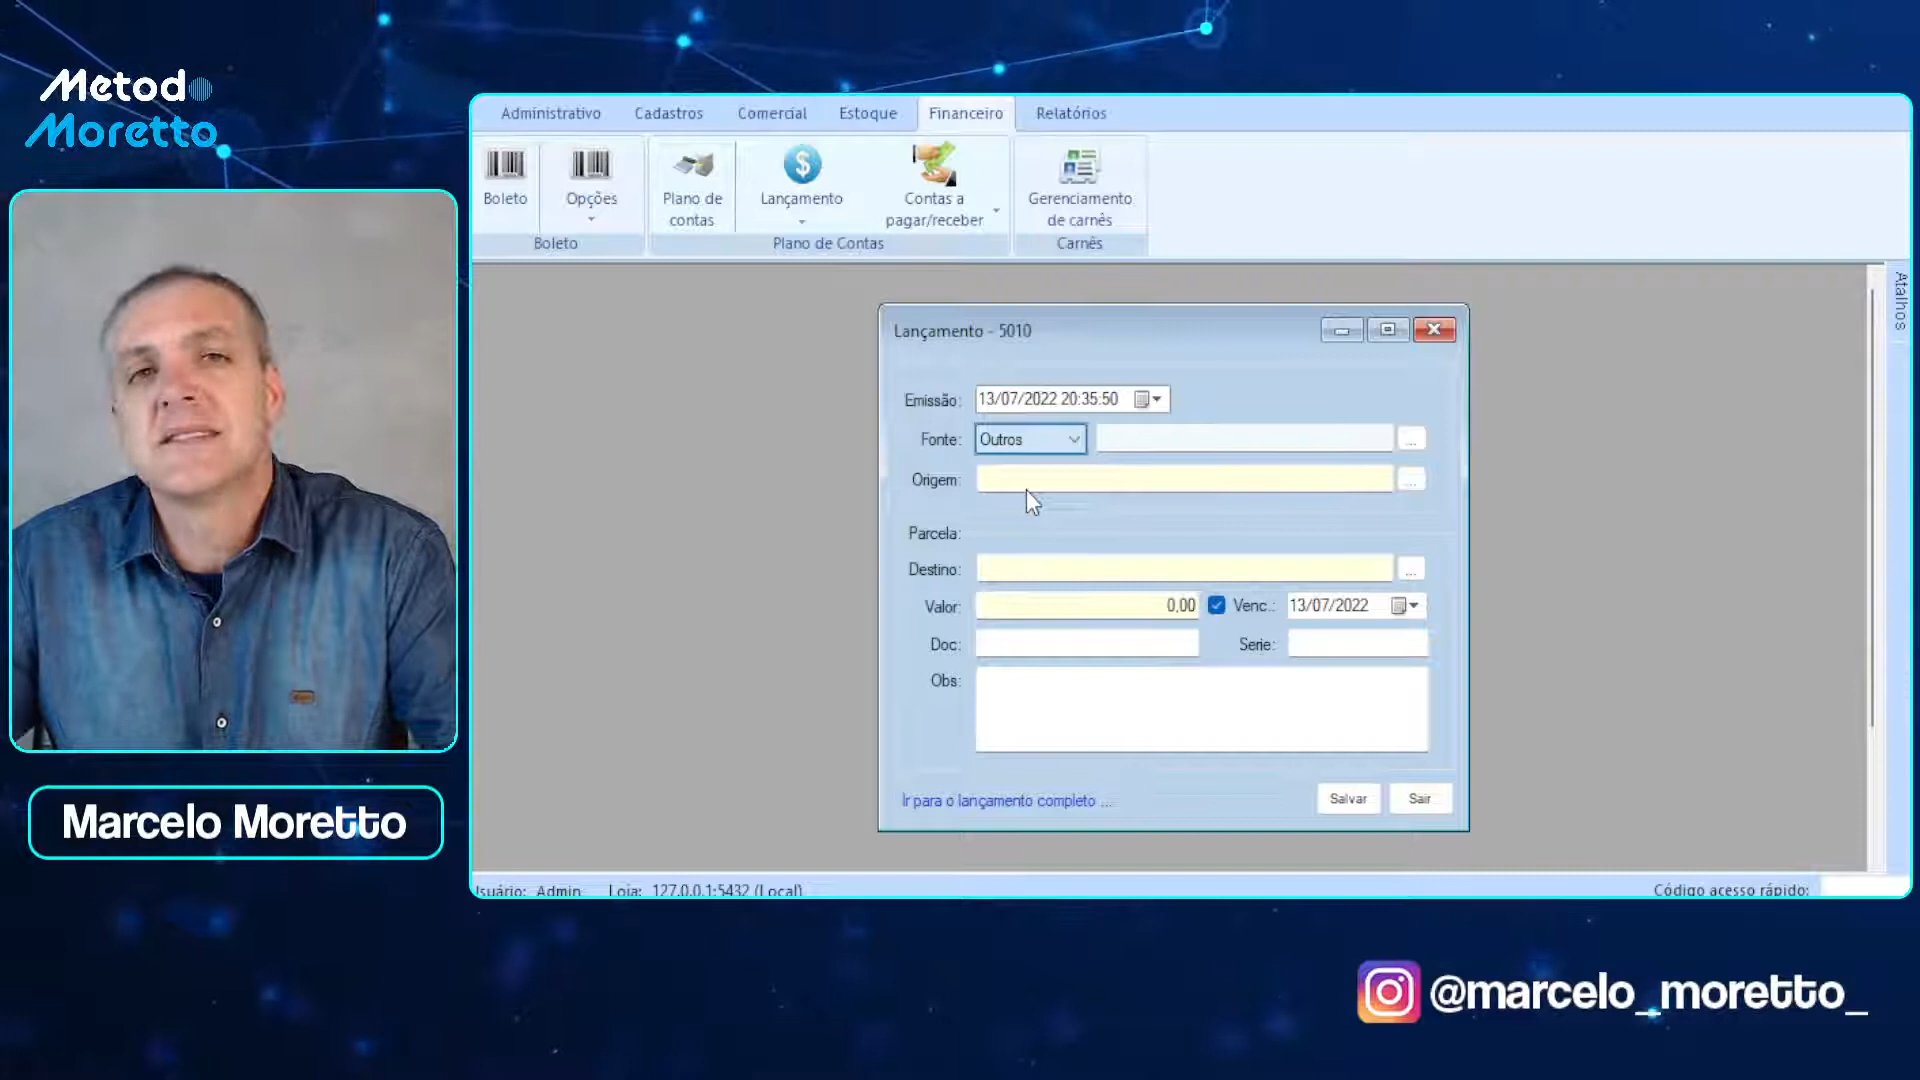 Metodo
Moretto
Administrativo Cadastros Comercial Estoque Financeiro Relatórios
Boleto Opções Plano de contas Lançamento Contas a pagar/receber Gerenciamento de carnês
Boleto Plano de Contas Carnês
Atalhos
Lançamento - 5010
Emissão: 13/07/2022 20:35:50
Fonte: Outros ...
Origem: ...
Parcela:
Destino: ...
Valor: 0,00 Venc.: 13/07/2022
Doc: Serie:
Obs:
Ir para o lançamento completo ... Salvar Sair
Usuário: Admin Loja: 127.0.0.1:5432 (Local) Código acesso rápido:
Marcelo Moretto
@marcelo_moretto_